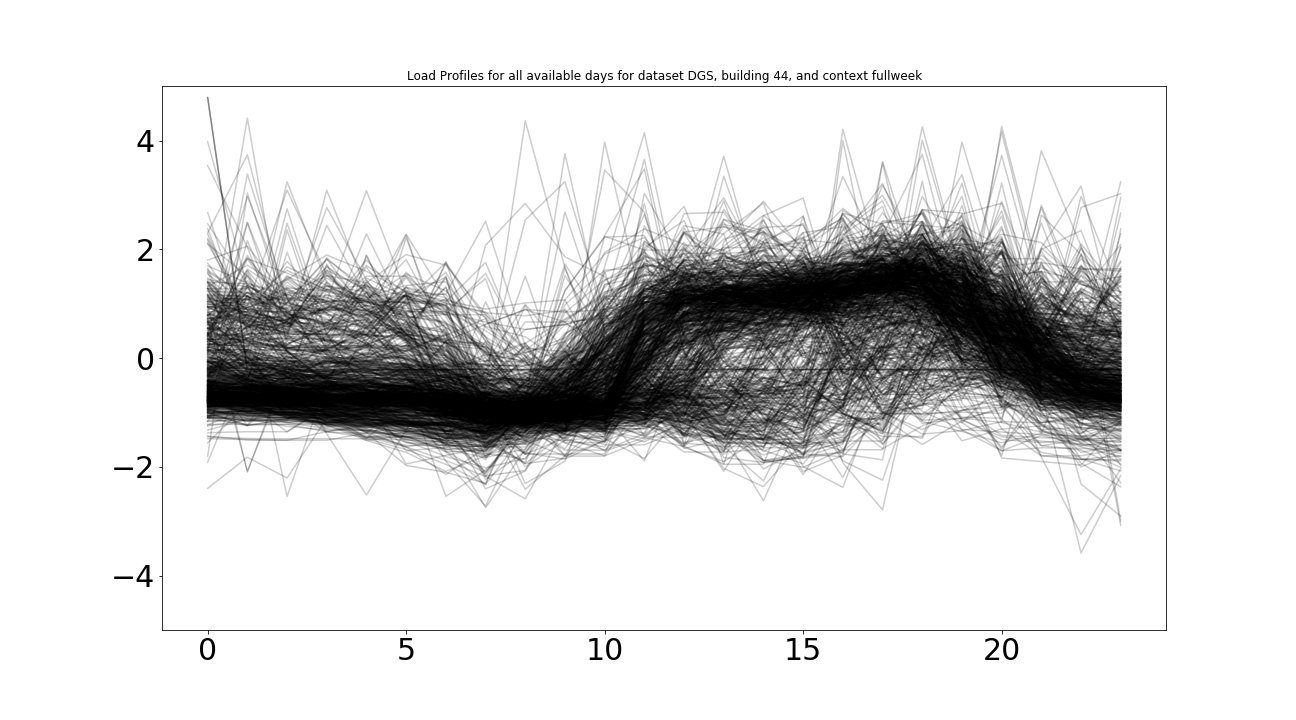 Load Profiles for all available days for dataset DGS, building 44, and context fullweek
4
2
0
−2
−4
0 5 10 15 20